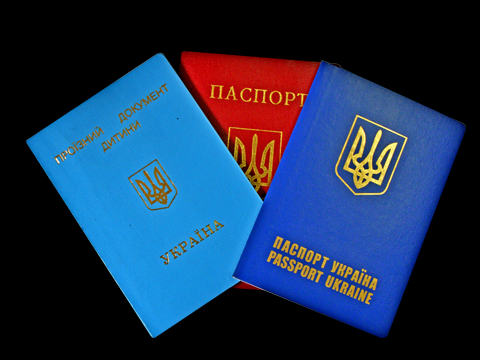 ПРОЇЗНИЙ ДОКУМЕНТ
ДИТИНИ
УКРАЇНА
ПАСПОРТ
ПАСПОРТ УКРАЇНА
PASSPORT UKRAINE